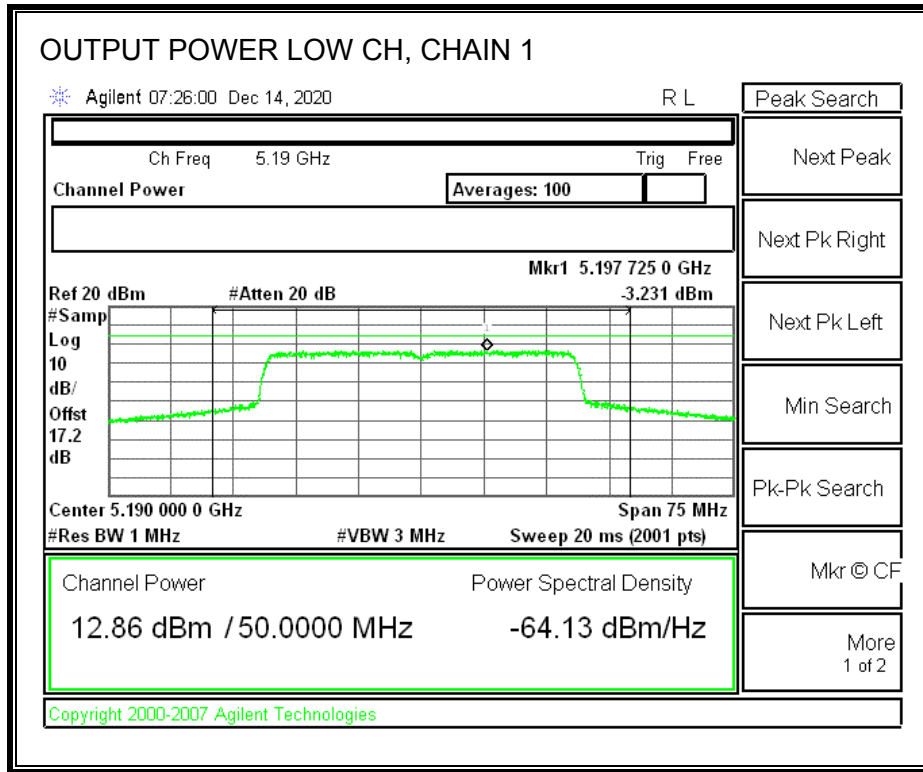 OUTPUT POWER LOW CH, CHAIN 1
Agilent 07:26:00 Dec 14, 2020 R L
Peak Search
Ch Freq 5.19 GHz Trig Free
Channel Power Averages: 100
Mkr1 5.197 725 0 GHz
Ref 20 dBm #Atten 20 dB -3.231 dBm
#Samp
Log
10
dB/
Offst
17.2
dB
1
Center 5.190 000 0 GHz Span 75 MHz
#Res BW 1 MHz #VBW 3 MHz Sweep 20 ms (2001 pts)
Channel Power Power Spectral Density
12.86 dBm / 50.0000 MHz -64.13 dBm/Hz
Copyright 2000-2007 Agilent Technologies
Next Peak
Next Pk Right
Next Pk Left
Min Search
Pk-Pk Search
Mkr © CF
More
1 of 2